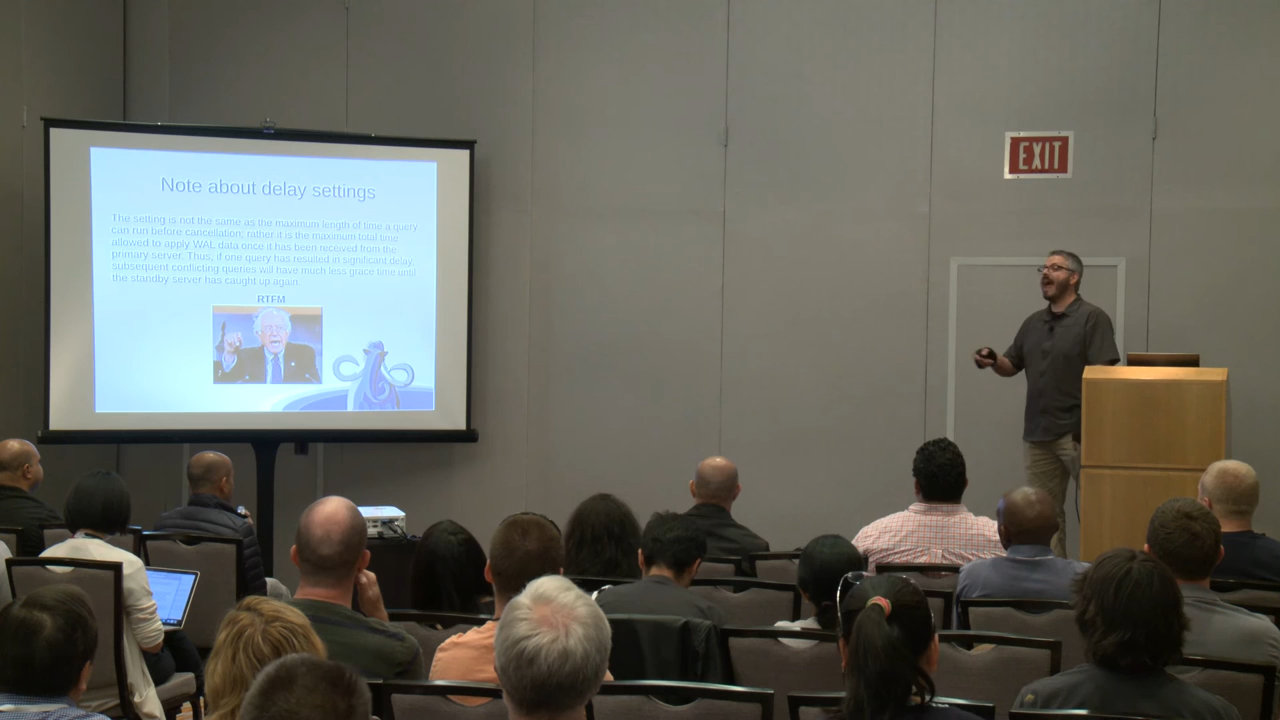 Note about delay settings
The setting is not the same as the maximum length of time a query
can run before cancellation; rather it is the maximum total time
allowed to apply WAL data once it has been received from the
primary server. Thus, if one query has resulted in significant delay,
subsequent conflicting queries will have much less grace time until
the standby server has caught up again
RTFM
EXIT